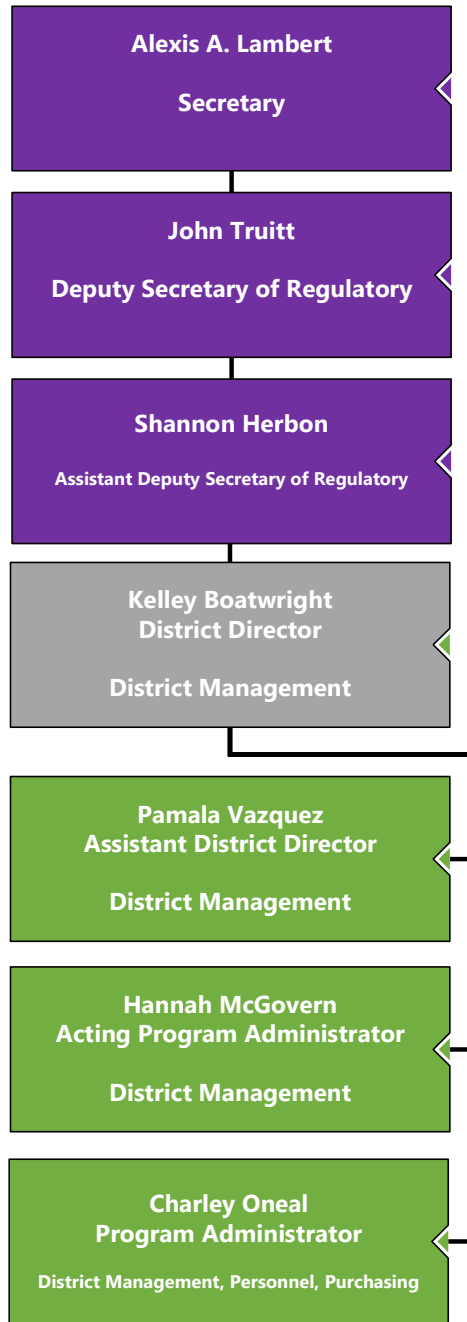 Alexis A. Lambert
Secretary
John Truitt
Deputy Secretary of Regulatory
Shannon Herbon
Assistant Deputy Secretary of Regulatory
Kelley Boatwright
District Director
District Management
Pamala Vazquez
Assistant District Director
District Management
Hannah McGovern
Acting Program Administrator
District Management
Charley Oneal
Program Administrator
District Management, Personnel, Purchasing